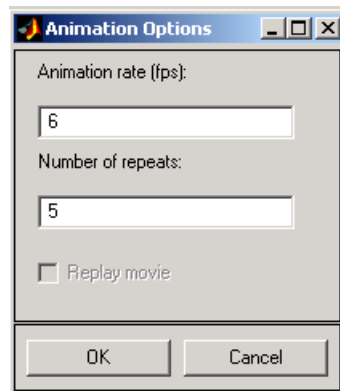 Animation Options
Animation rate (fps):
6
Number of repeats:
5
Replay movie
OK Cancel